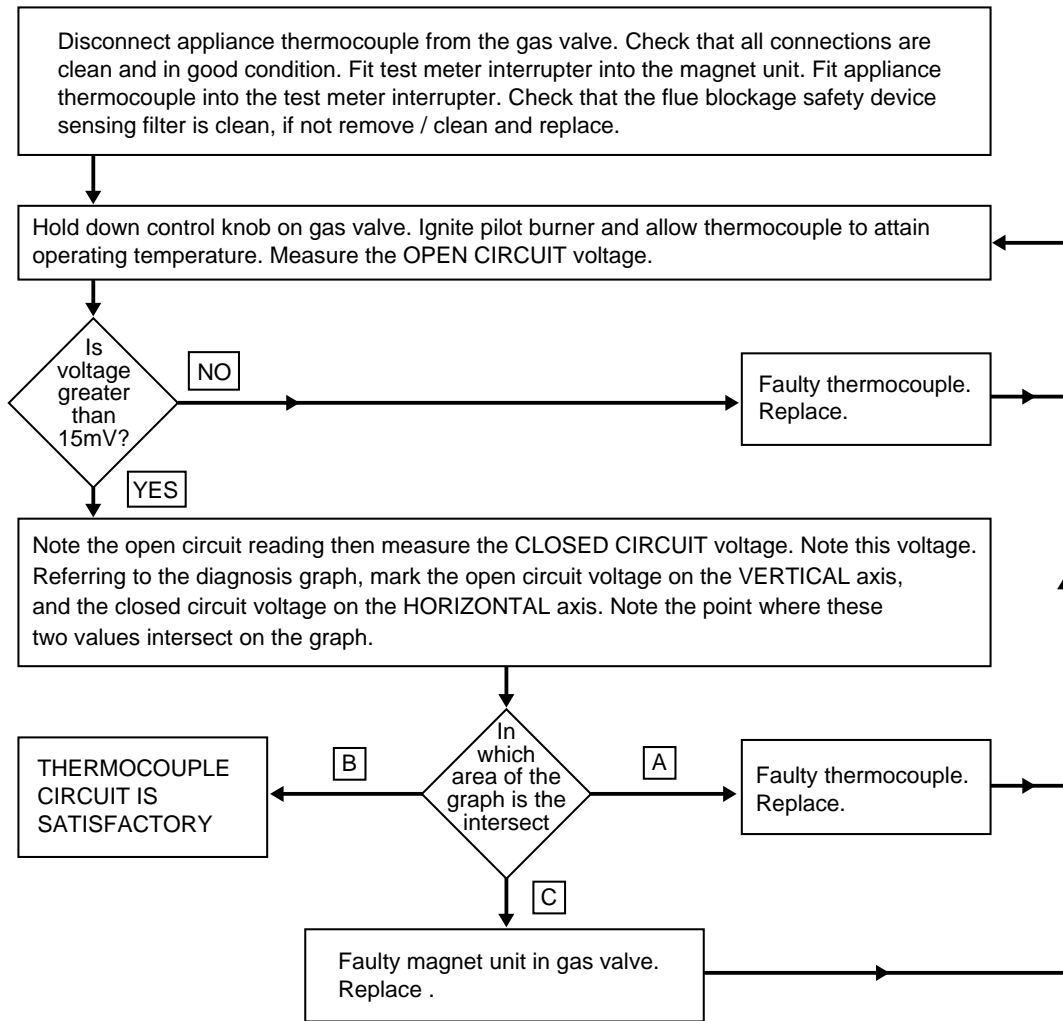 Disconnect appliance thermocouple from the gas valve. Check that all connections are
clean and in good condition. Fit test meter interrupter into the magnet unit. Fit appliance
thermocouple into the test meter interrupter. Check that the flue blockage safety device
sensing filter is clean, if not remove / clean and replace.
Hold down control knob on gas valve. Ignite pilot burner and allow thermocouple to attain
operating temperature. Measure the OPEN CIRCUIT voltage.
Is
voltage
greater
than
15mV?
NO
Faulty thermocouple.
Replace.
YES
Note the open circuit reading then measure the CLOSED CIRCUIT voltage. Note this voltage.
Referring to the diagnosis graph, mark the open circuit voltage on the VERTICAL axis,
and the closed circuit voltage on the HORIZONTAL axis. Note the point where these
two values intersect on the graph.
In
which
area of the
graph is the
intersect
B
THERMOCOUPLE
CIRCUIT IS
SATISFACTORY
A
Faulty thermocouple.
Replace.
C
Faulty magnet unit in gas valve.
Replace .